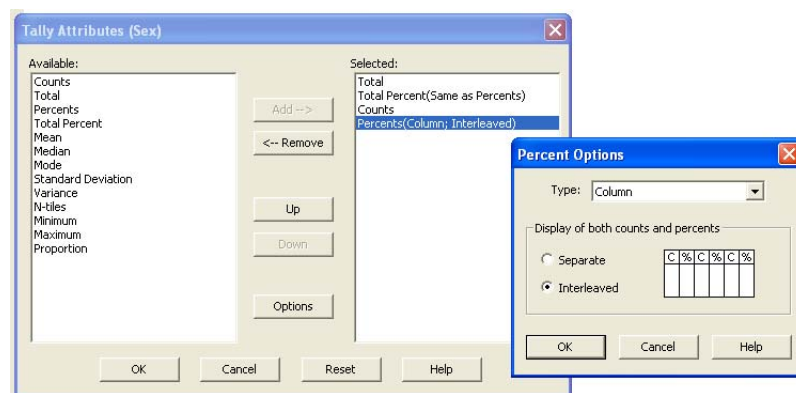 Tally Attributes (Sex)
Available:
Counts
Total
Percents
Total Percent
Mean
Median
Mode
Standard Deviation
Variance
N-tiles
Minimum
Maximum
Proportion
Add -->
<-- Remove
Up
Down
Options
Selected:
Total
Total Percent(Same as Percents)
Counts
Percents(Column; Interleaved)
OK
Cancel
Reset
Help
Percent Options
Type: Column
Display of both counts and percents
Separate
Interleaved
C % C % C %
OK
Cancel
Help